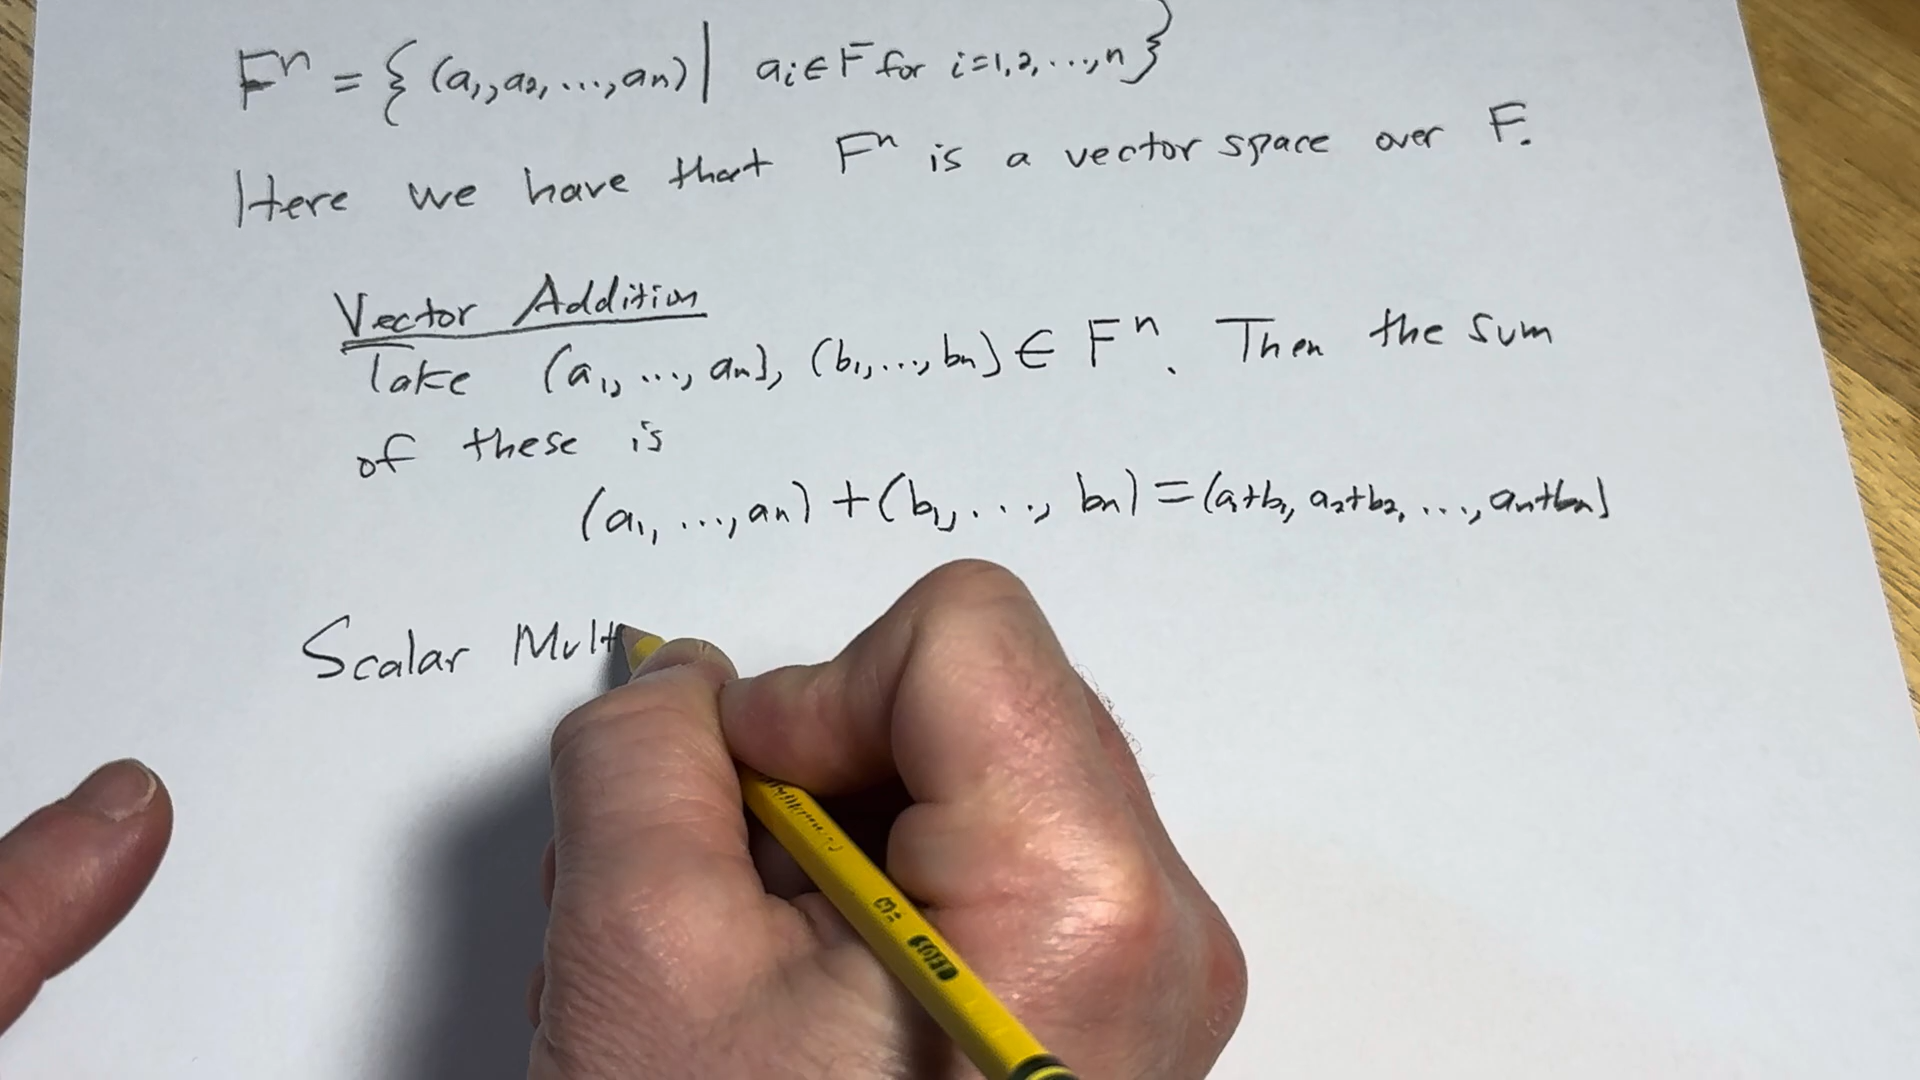 Fⁿ = { (a₁, a₂, ..., aₙ) | aᵢ ∈ F for i=1,2,...,n }
Here we have that Fⁿ is a vector space over F.
Vector Addition
Take (a₁, ..., aₙ), (b₁, ..., bₙ) ∈ Fⁿ. Then the sum
of these is
(a₁, ..., aₙ) + (b₁, ..., bₙ) = (a₁+b₁, a₂+b₂, ..., aₙ+bₙ)
Scalar Mult